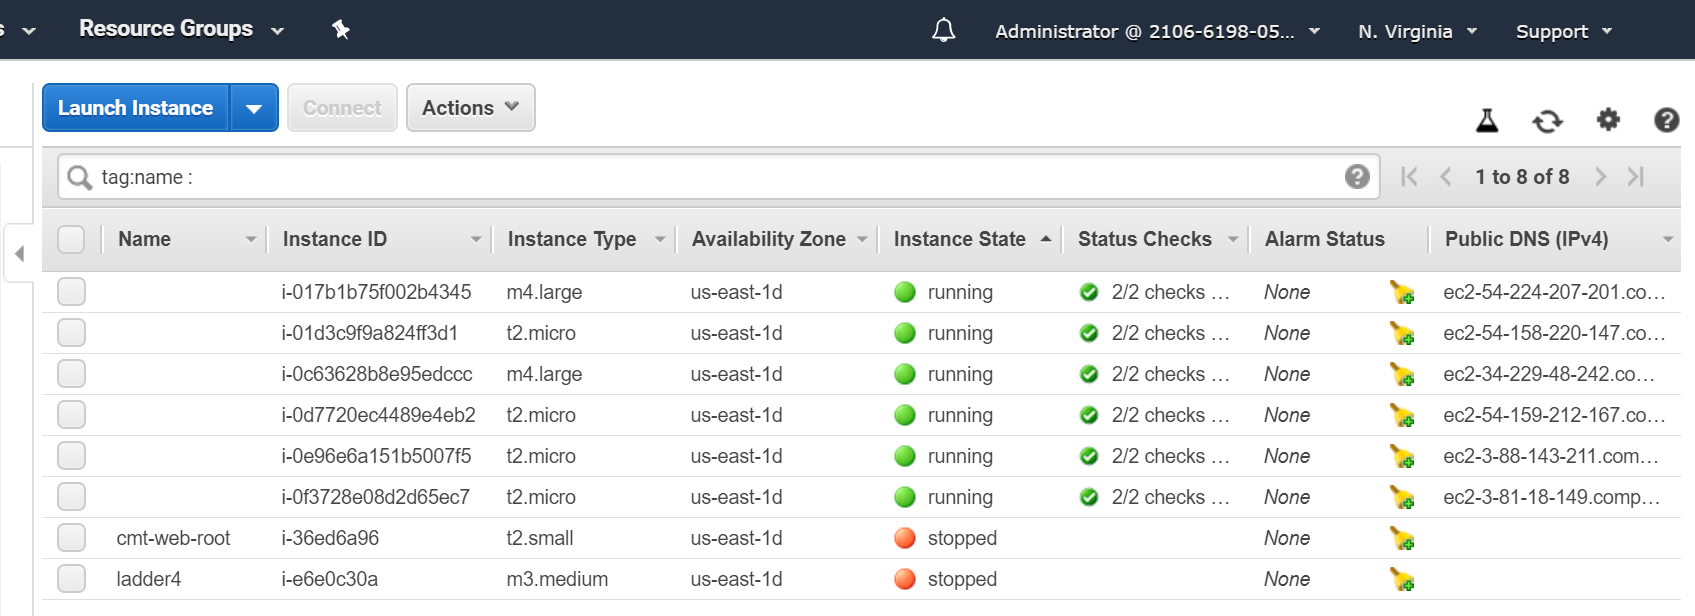 s Resource Groups Administrator @ 2106-6198-05... N. Virginia Support
Launch Instance Connect Actions
tag:name : 1 to 8 of 8
Name Instance ID Instance Type Availability Zone Instance State Status Checks Alarm Status Public DNS (IPv4)
i-017b1b75f002b4345 m4.large us-east-1d running 2/2 checks ... None ec2-54-224-207-201.co...
i-01d3c9f9a824ff3d1 t2.micro us-east-1d running 2/2 checks ... None ec2-54-158-220-147.co...
i-0c63628b8e95edccc m4.large us-east-1d running 2/2 checks ... None ec2-34-229-48-242.co...
i-0d7720ec4489e4eb2 t2.micro us-east-1d running 2/2 checks ... None ec2-54-159-212-167.co...
i-0e96e6a151b5007f5 t2.micro us-east-1d running 2/2 checks ... None ec2-3-88-143-211.com...
i-0f3728e08d2d65ec7 t2.micro us-east-1d running 2/2 checks ... None ec2-3-81-18-149.comp...
cmt-web-root i-36ed6a96 t2.small us-east-1d stopped None
ladder4 i-e6e0c30a m3.medium us-east-1d stopped None